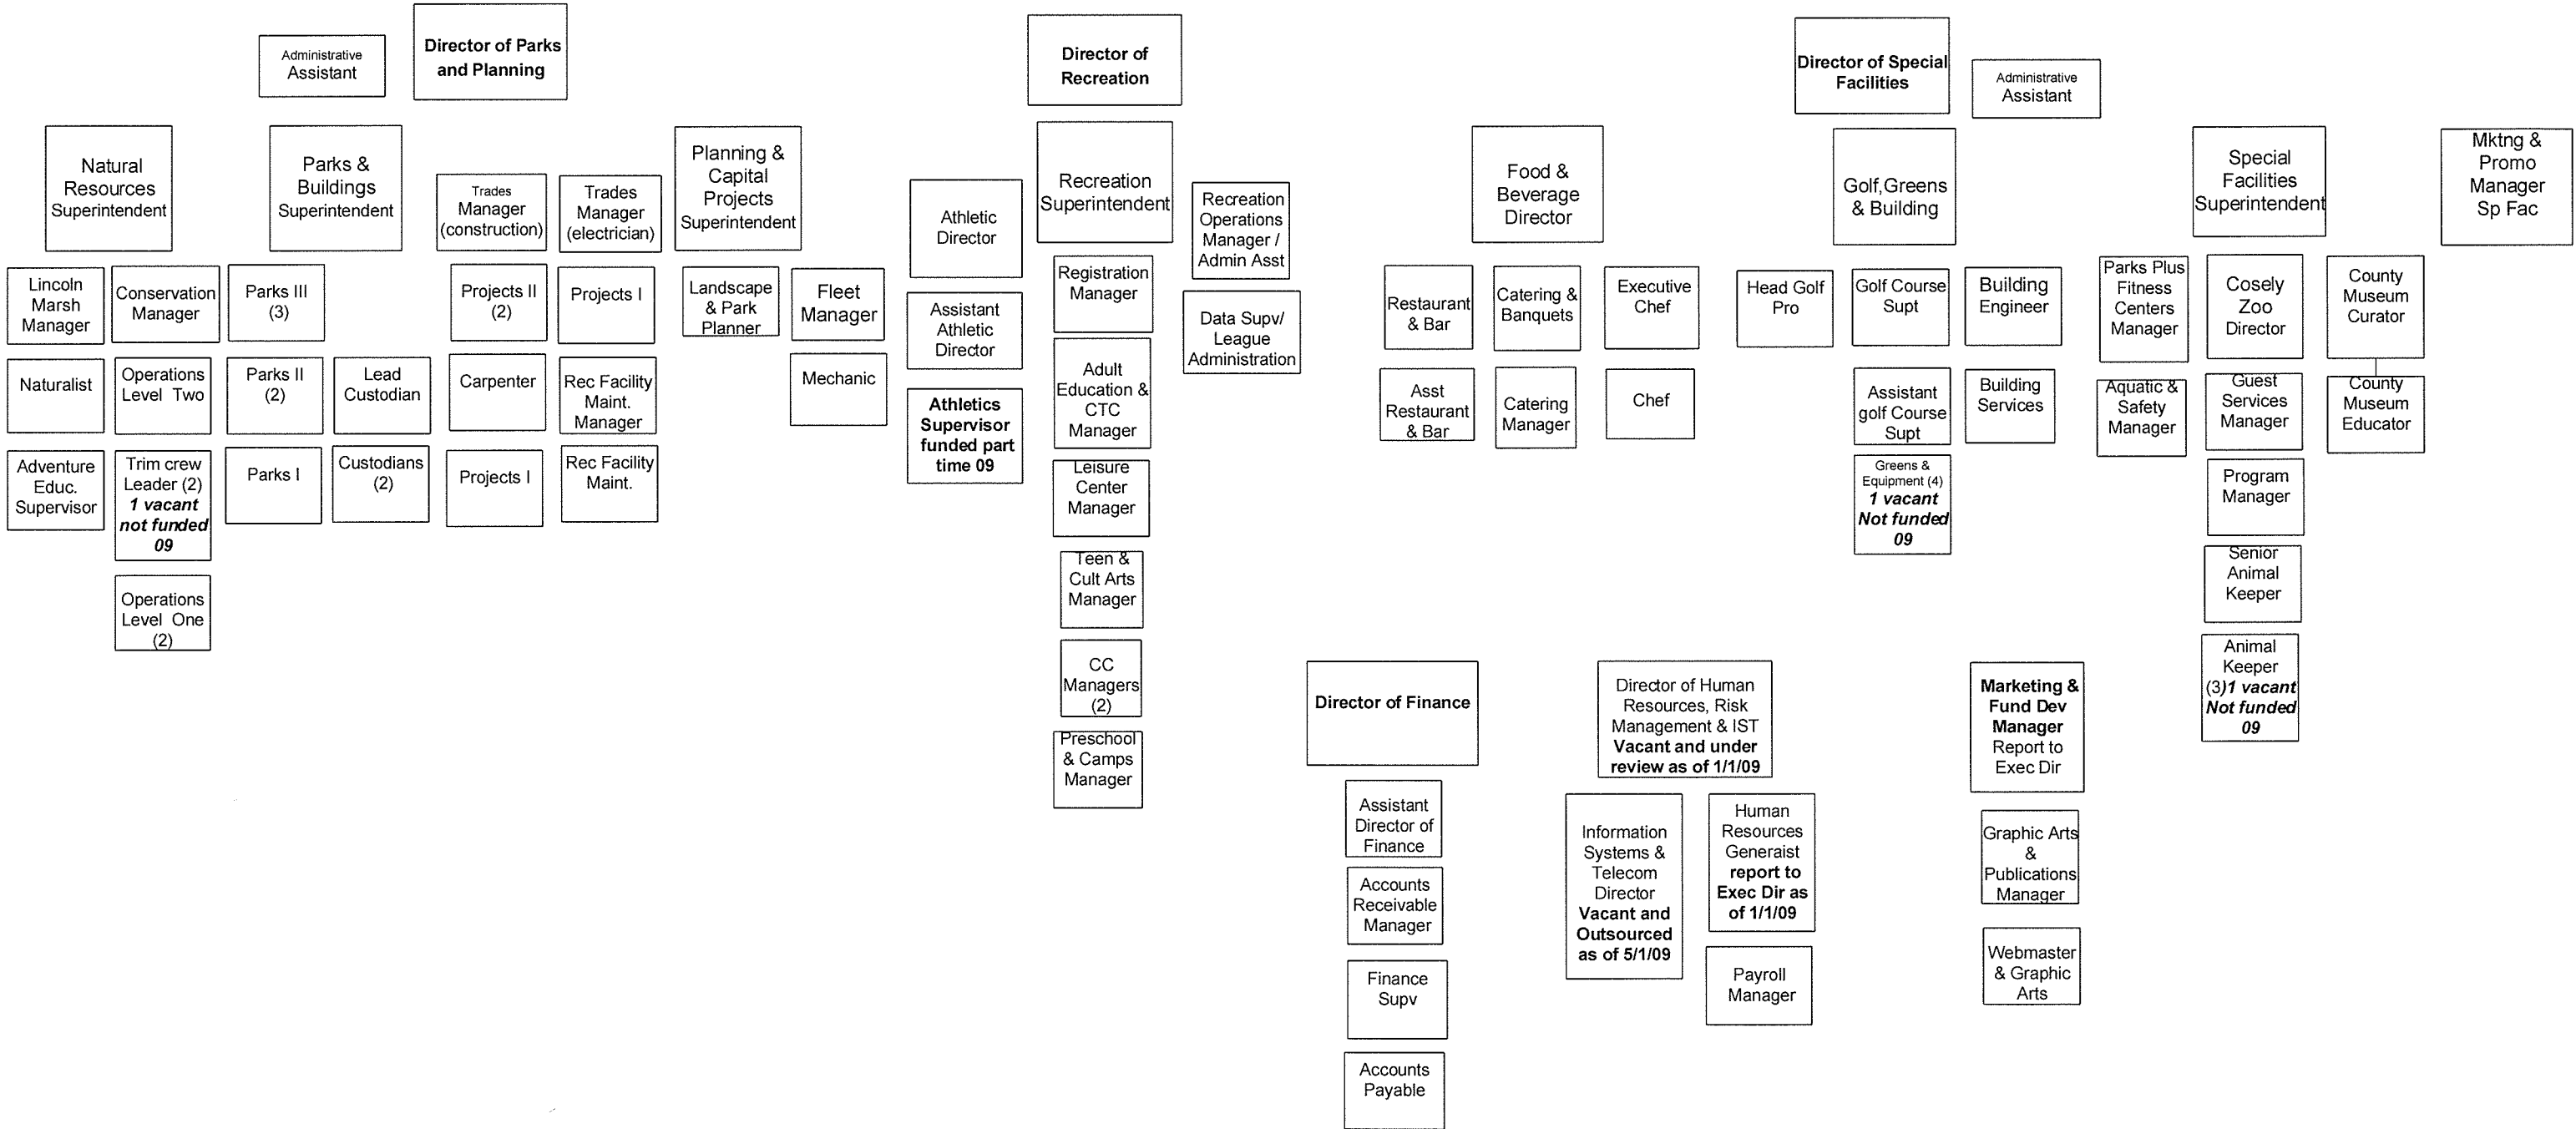 Administrative
Assistant
Director of Parks
and Planning
Director of
Recreation
Director of Special
Facilities
Administrative
Assistant
Natural
Resources
Superintendent
Parks &
Buildings
Superintendent
Trades
Manager
(construction)
Trades
Manager
(electrician)
Planning &
Capital
Projects
Superintendent
Athletic
Director
Recreation
Superintendent
Recreation
Operations
Manager /
Admin Asst
Food &
Beverage
Director
Golf,Greens
& Building
Special
Facilities
Superintendent
Mktng &
Promo
Manager
Sp Fac
Lincoln
Marsh
Manager
Conservation
Manager
Parks III
(3)
Projects II
(2)
Projects I
Landscape
& Park
Planner
Fleet
Manager
Assistant
Athletic
Director
Registration
Manager
Data Supv/
League
Administration
Restaurant
& Bar
Catering &
Banquets
Executive
Chef
Head Golf
Pro
Golf Course
Supt
Building
Engineer
Parks Plus
Fitness
Centers
Manager
Cosely
Zoo
Director
County
Museum
Curator
Naturalist
Operations
Level Two
Parks II
(2)
Lead
Custodian
Carpenter
Rec Facility
Maint.
Manager
Mechanic
Athletics
Supervisor
funded part
time 09
Adult
Education &
CTC
Manager
Asst
Restaurant
& Bar
Catering
Manager
Chef
Assistant
golf Course
Supt
Building
Services
Aquatic &
Safety
Manager
Guest
Services
Manager
County
Museum
Educator
Adventure
Educ.
Supervisor
Trim crew
Leader (2)
1 vacant
not funded
09
Parks I
Custodians
(2)
Projects I
Rec Facility
Maint.
Leisure
Center
Manager
Greens &
Equipment (4)
1 vacant
Not funded
09
Program
Manager
Operations
Level One
(2)
Teen &
Cult Arts
Manager
Senior
Animal
Keeper
CC
Managers
(2)
Animal
Keeper
(3)1 vacant
Not funded
09
Preschool
& Camps
Manager
Director of Finance
Director of Human
Resources, Risk
Management & IST
Vacant and under
review as of 1/1/09
Marketing &
Fund Dev
Manager
Report to
Exec Dir
Assistant
Director of
Finance
Information
Systems &
Telecom
Director
Vacant and
Outsourced
as of 5/1/09
Human
Resources
Generaist
report to
Exec Dir as
of 1/1/09
Graphic Arts
&
Publications
Manager
Accounts
Receivable
Manager
Finance
Supv
Payroll
Manager
Webmaster
& Graphic
Arts
Accounts
Payable